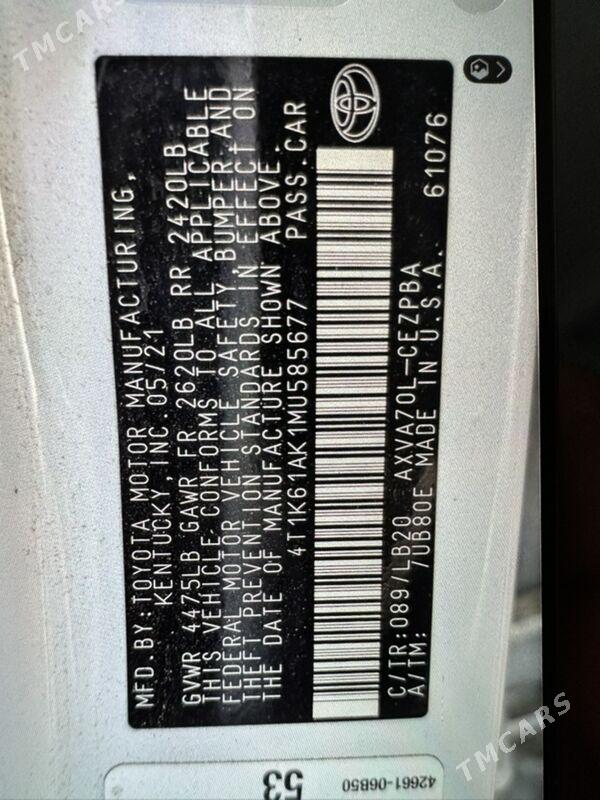 MFD. BY: TOYOTA MOTOR MANUFACTURING,
KENTUCKY, INC. 05/21
GVWR 4475LB GAWR FR 2620LB RR 2420LB
THIS VEHICLE CONFORMS TO ALL APPLICABLE
FEDERAL MOTOR VEHICLE SAFETY, BUMPER, AND
THEFT PREVENTION STANDARDS IN EFFECT ON
THE DATE OF MANUFACTURE SHOWN ABOVE.
4T1K61AK1MU585677 PASS.CAR
C/TR:089/LB20 AXVA70L-CEZPBA
A/TM: 7UB80E MADE IN U.S.A. 61076
42661-06B50
53
TMCARS
TMCARS